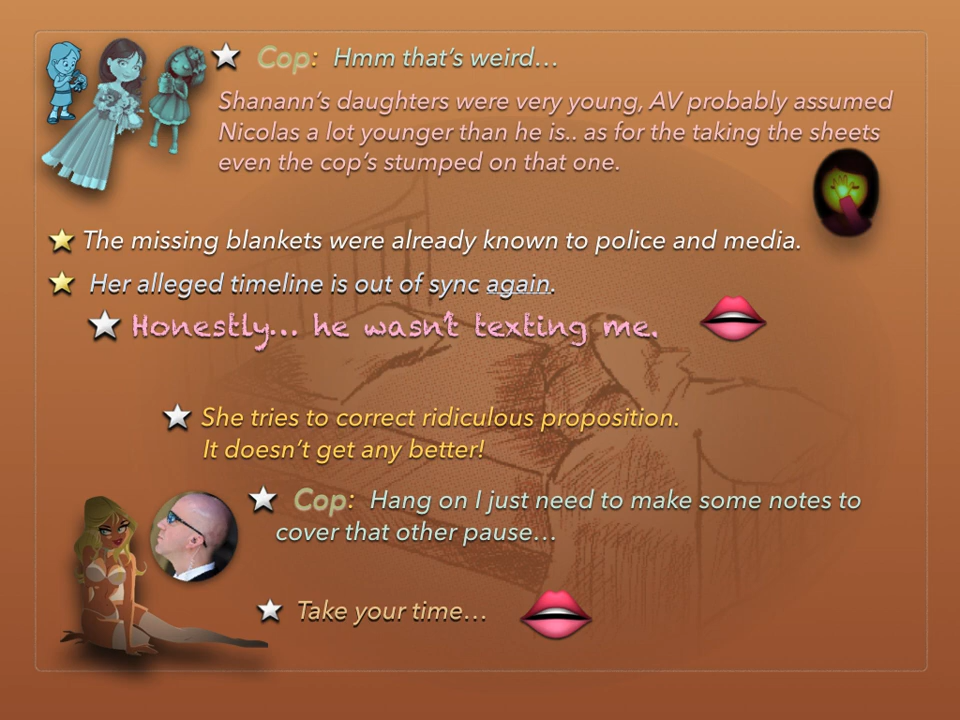 Cop: Hmm that's weird…
Shanann's daughters were very young, AV probably assumed
Nicolas a lot younger than he is.. as for the taking the sheets
even the cop's stumped on that one.
The missing blankets were already known to police and media.
Her alleged timeline is out of sync again.
Honestly… he wasn't texting me.
She tries to correct ridiculous proposition.
It doesn't get any better!
Cop: Hang on I just need to make some notes to
cover that other pause…
Take your time…